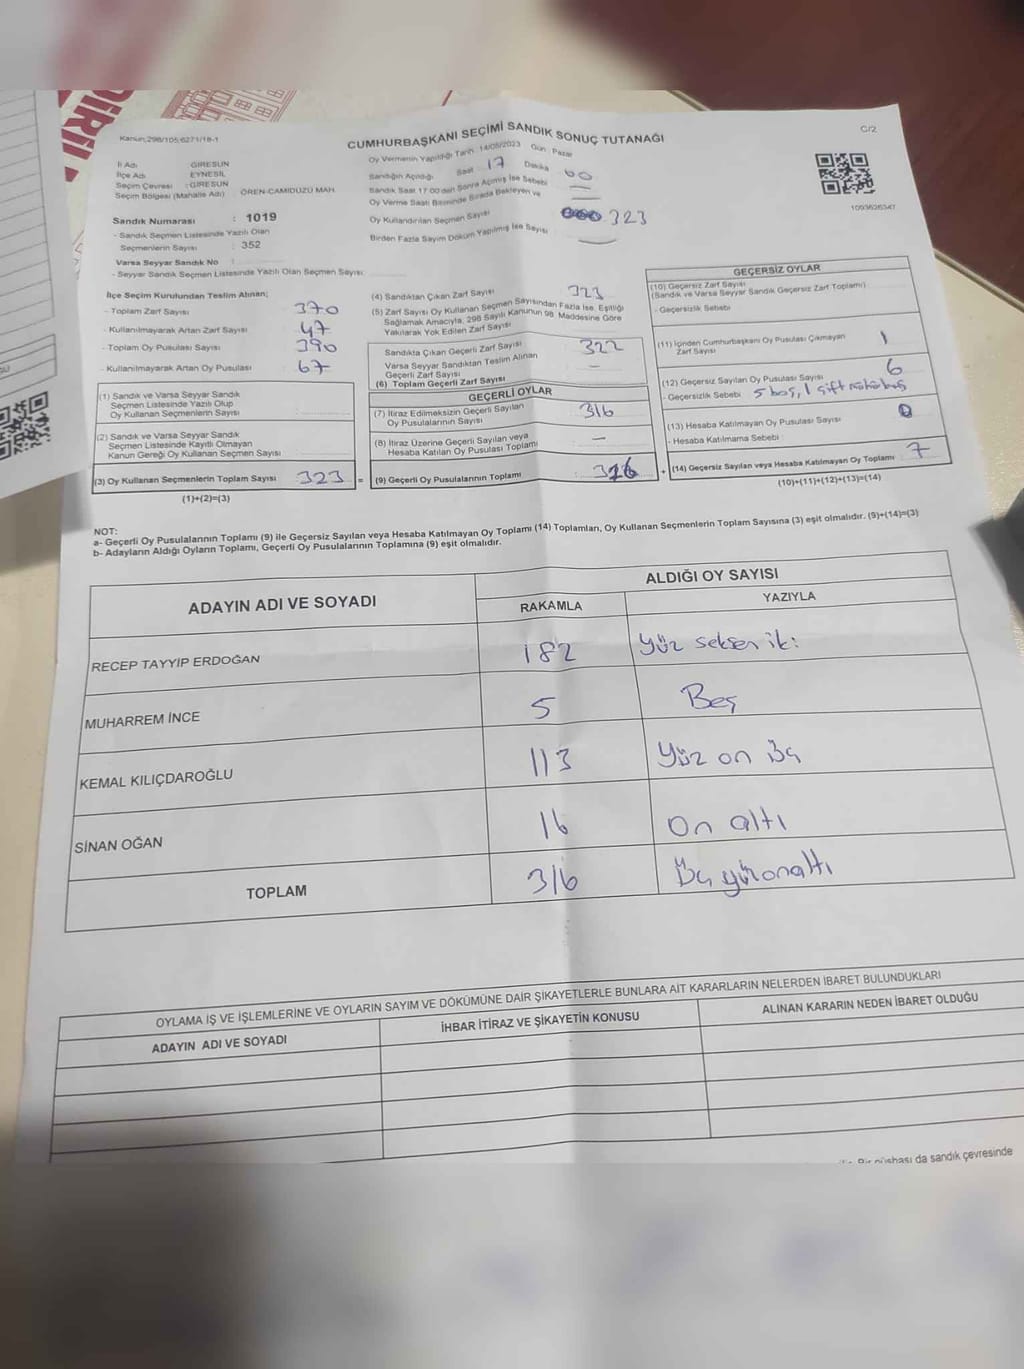 DİRİL
Kanun,298/105;6271/18-1
C/2
CUMHURBAŞKANI SEÇİMİ SANDIK SONUÇ TUTANAĞI
İl Adı GİRESUN
İlçe Adı EYNESİL
Seçim Çevresi : GİRESUN
Seçim Bölgesi (Mahalle Adı) ÖREN-CAMIDÜZÜ MAH.
Sandık Numarası : 1019
- Sandık Seçmen Listesinde Yazılı Olan
Seçmenlerin Sayısı : 352
Varsa Seyyar Sandık No :
- Seyyar Sandık Seçmen Listesinde Yazılı Olan Seçmen Sayısı:
Oy Vermenin Yapıldığı Tarih 14/05/2023 Gün Pazar
Sandığın Açıldığı Saat 17 Dakika 00
Sandık Saat 17.00'den Sonra Açılmış İse Sebebi —
Oy Verme Saati Bitiminde Sırada Bekleyen ve —
Oy Kullandırılan Seçmen Sayısı 323
Birden Fazla Sayım Döküm Yapılmış İse Sayısı —
1003626347
İlçe Seçim Kurulundan Teslim Alınan;
- Toplam Zarf Sayısı 370
- Kullanılmayarak Artan Zarf Sayısı 47
- Toplam Oy Pusulası Sayısı 390
- Kullanılmayarak Artan Oy Pusulası 67
(1) Sandık ve Varsa Seyyar Sandık
Seçmen Listesinde Yazılı Olup
Oy Kullanan Seçmenlerin Sayısı
(2) Sandık ve Varsa Seyyar Sandık
Seçmen Listesinde Kayıtlı Olmayan
Kanun Gereği Oy Kullanan Seçmen Sayısı
(3) Oy Kullanan Seçmenlerin Toplam Sayısı 323 =
(1)+(2)=(3)
(4) Sandıktan Çıkan Zarf Sayısı 323
(5) Zarf Sayısı Oy Kullanan Seçmen Sayısından Fazla İse, Eşitliği
Sağlamak Amacıyla, 298 Sayılı Kanunun 98. Maddesine Göre
Yakılarak Yok Edilen Zarf Sayısı
Sandıkta Çıkan Geçerli Zarf Sayısı 322
Varsa Seyyar Sandıktan Teslim Alınan
Geçerli Zarf Sayısı —
(6) Toplam Geçerli Zarf Sayısı
GEÇERLİ OYLAR
(7) İtiraz Edilmeksizin Geçerli Sayılan
Oy Pusulalarının Sayısı 316
(8) İtiraz Üzerine Geçerli Sayılan veya
Hesaba Katılan Oy Pusulası Toplamı —
(9) Geçerli Oy Pusulalarının Toplamı 316 +
GEÇERSİZ OYLAR
(10) Geçersiz Zarf Sayısı
(Sandık ve Varsa Seyyar Sandık Geçersiz Zarf Toplamı)
- Geçersizlik Sebebi
(11) İçinden Cumhurbaşkanı Oy Pusulası Çıkmayan
Zarf Sayısı 1
(12) Geçersiz Sayılan Oy Pusulası Sayısı 6
- Geçersizlik Sebebi 5 boş, 1 çift
(13) Hesaba Katılmayan Oy Pusulası Sayısı 0
- Hesaba Katılmama Sebebi
(14) Geçersiz Sayılan veya Hesaba Katılmayan Oy Toplamı 7
(10)+(11)+(12)+(13)=(14)
NOT:
a- Geçerli Oy Pusulalarının Toplamı (9) ile Geçersiz Sayılan veya Hesaba Katılmayan Oy Toplamı (14) Toplamları, Oy Kullanan Seçmenlerin Toplam Sayısına (3) eşit olmalıdır. (9)+(14)=(3)
b- Adayların Aldığı Oyların Toplamı, Geçerli Oy Pusulalarının Toplamına (9) eşit olmalıdır.
ADAYIN ADI VE SOYADI
ALDIĞI OY SAYISI
RAKAMLA YAZIYLA
RECEP TAYYİP ERDOĞAN 182 Yüz seksen iki
MUHARREM İNCE 5 Beş
KEMAL KILIÇDAROĞLU 113 Yüz on üç
SİNAN OĞAN 16 On altı
TOPLAM 316 Üç yüz on altı
OYLAMA İŞ VE İŞLEMLERİNE VE OYLARIN SAYIM VE DÖKÜMÜNE DAİR ŞİKAYETLERLE BUNLARA AİT KARARLARIN NELERDEN İBARET BULUNDUKLARI
ADAYIN ADI VE SOYADI İHBAR İTİRAZ VE ŞİKAYETİN KONUSU ALINAN KARARIN NEDEN İBARET OLDUĞU
Bir nüshası da sandık çevresinde